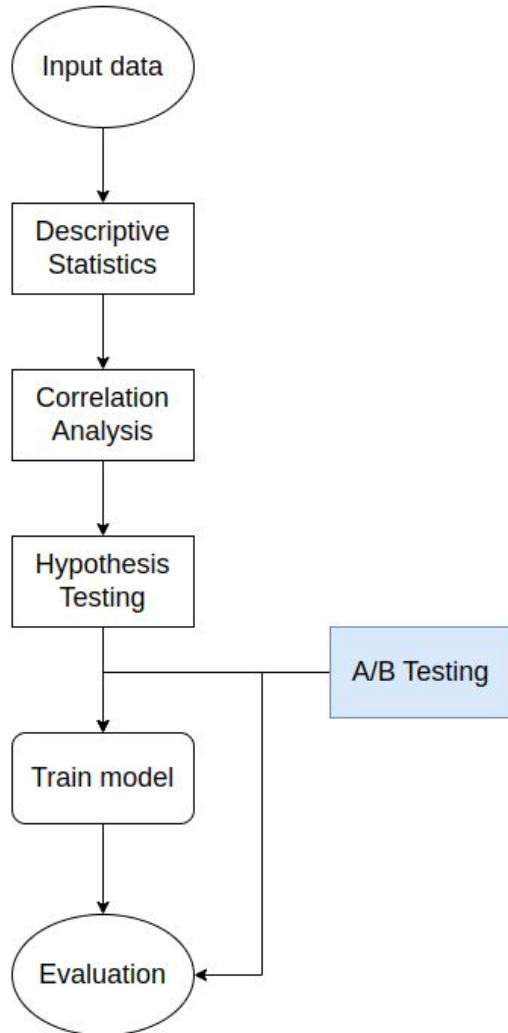 Input data
Descriptive
Statistics
Correlation
Analysis
Hypothesis
Testing
A/B Testing
Train model
Evaluation